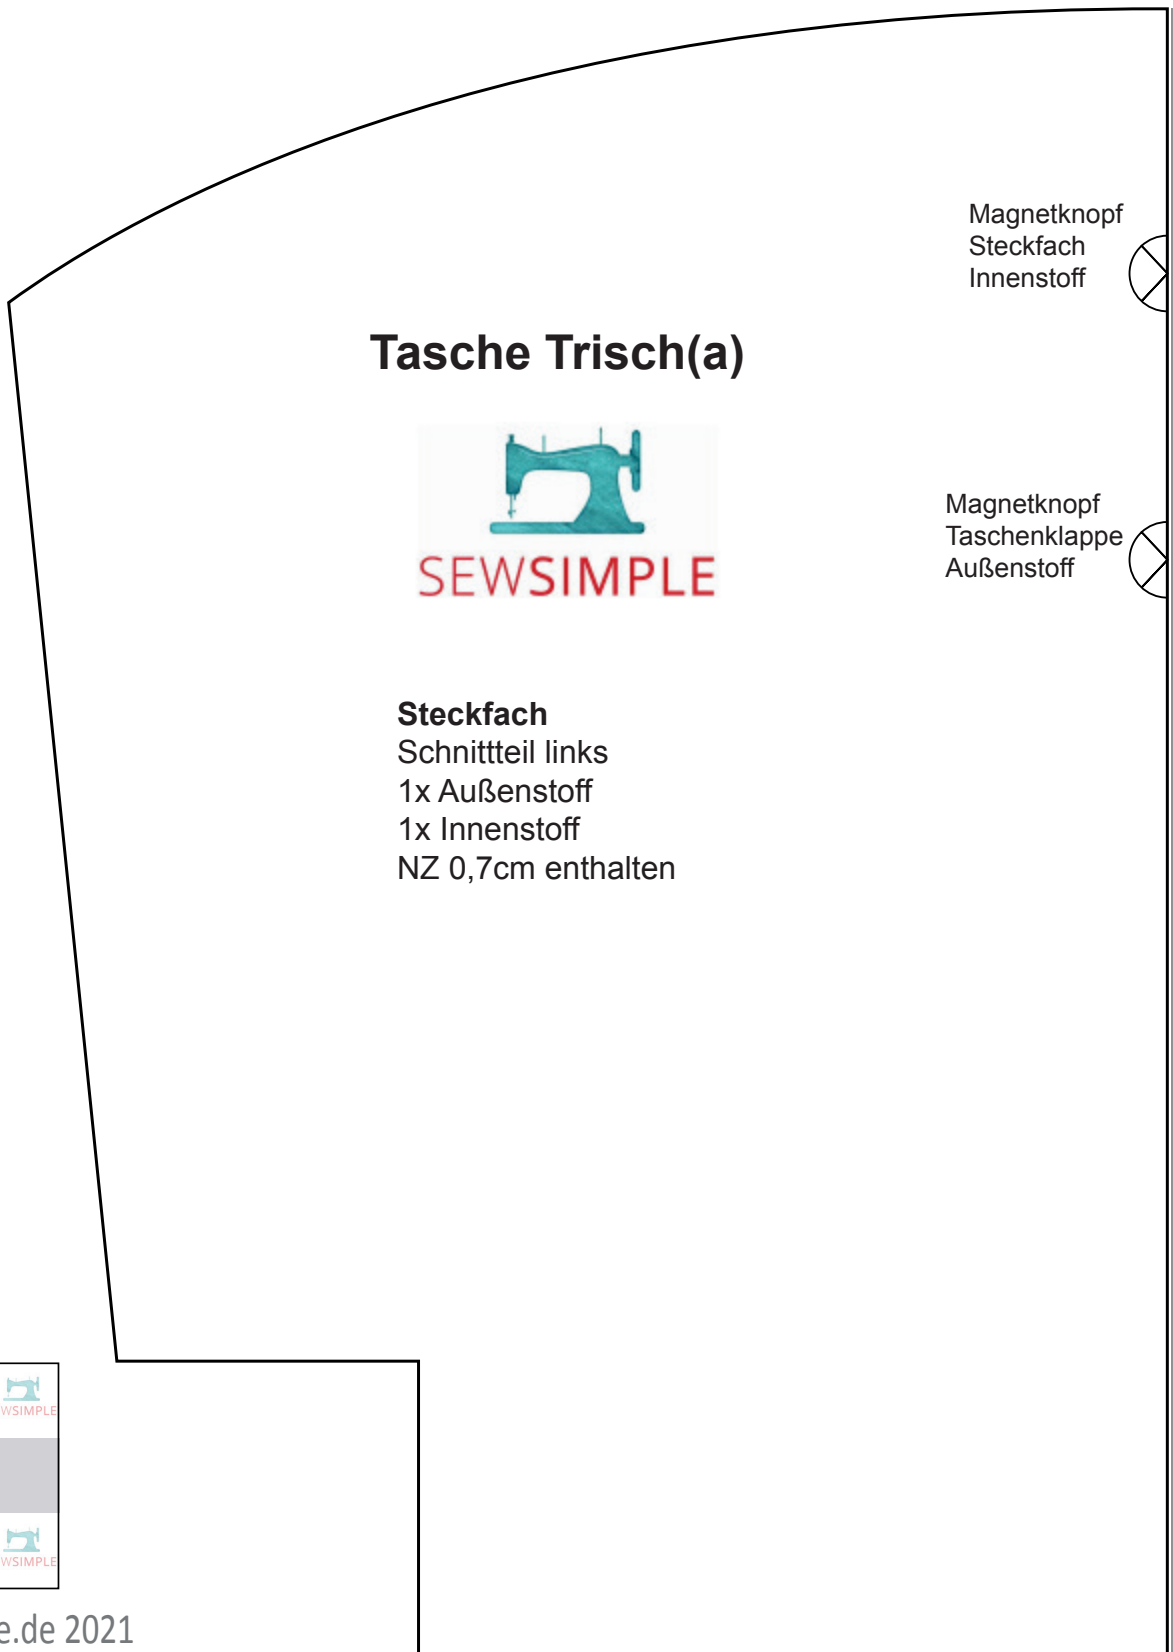 Magnetknopf
Steckfach
Innenstoff
Tasche Trisch(a)
SEWSIMPLE
Magnetknopf
Taschenklappe
Außenstoff
Steckfach
Schnittteil links
1x Außenstoff
1x Innenstoff
NZ 0,7cm enthalten
WSIMPLE
WSIMPLE
e.de 2021